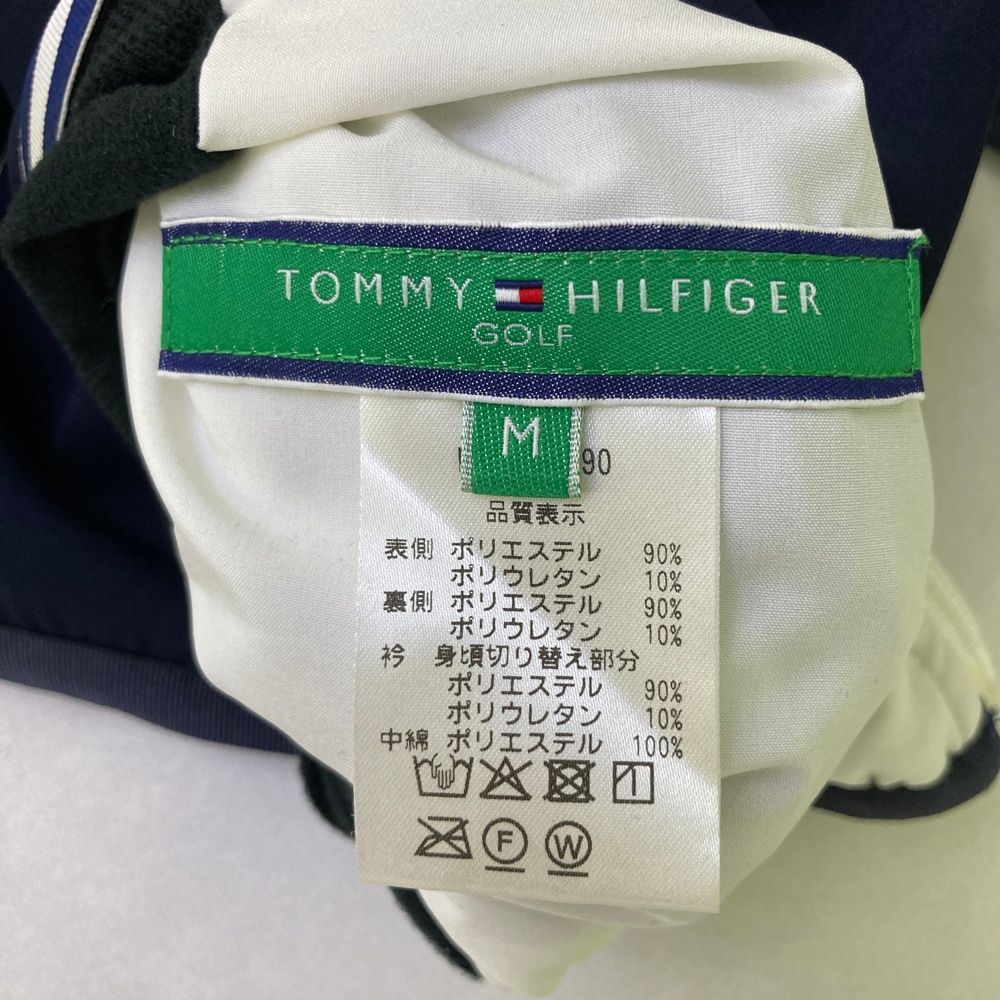 TOMMY HILFIGER
GOLF
M
90
品質表示
表側 ポリエステル 90%
ポリウレタン 10%
裏側 ポリエステル 90%
ポリウレタン 10%
衿 身頃切り替え部分
ポリエステル 90%
ポリウレタン 10%
中綿 ポリエステル 100%
F W